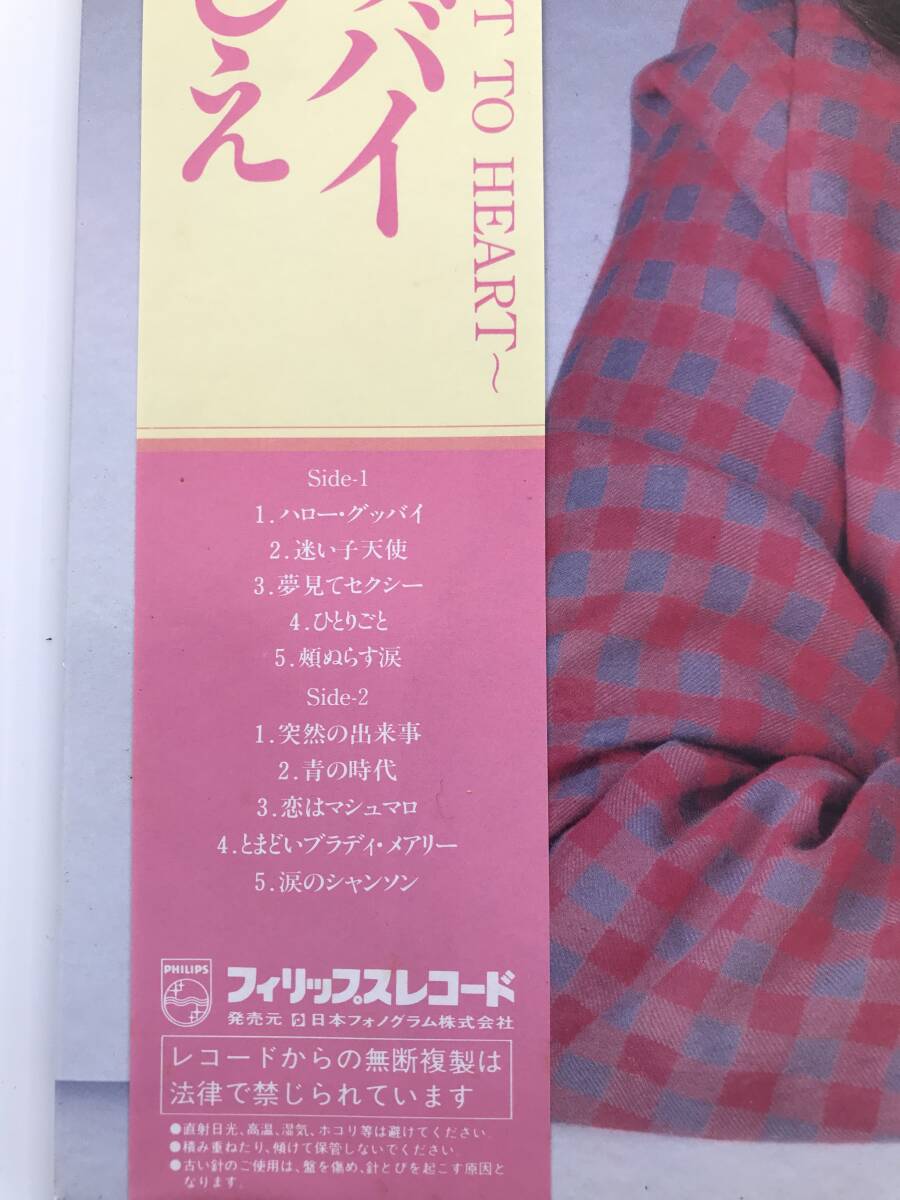 バイ
え
T TO HEART～
Side-1
1.ハロー・グッバイ
2.迷い子天使
3.夢見てセクシー
4.ひとりごと
5.頬ぬらす涙
Side-2
1.突然の出来事
2.青の時代
3.恋はマシュマロ
4.とまどいブラディ・メアリー
5.涙のシャンソン
PHILIPS
フィリップスレコード
発売元 日本フォノグラム株式会社
レコードからの無断複製は
法律で禁じられています
●直射日光、高温、湿気、ホコリ等は避けてください。
●積み重ねたり、傾けて保管しないでください。
●古い針のご使用は、盤を傷め、針とびを起こす原因と
なります。